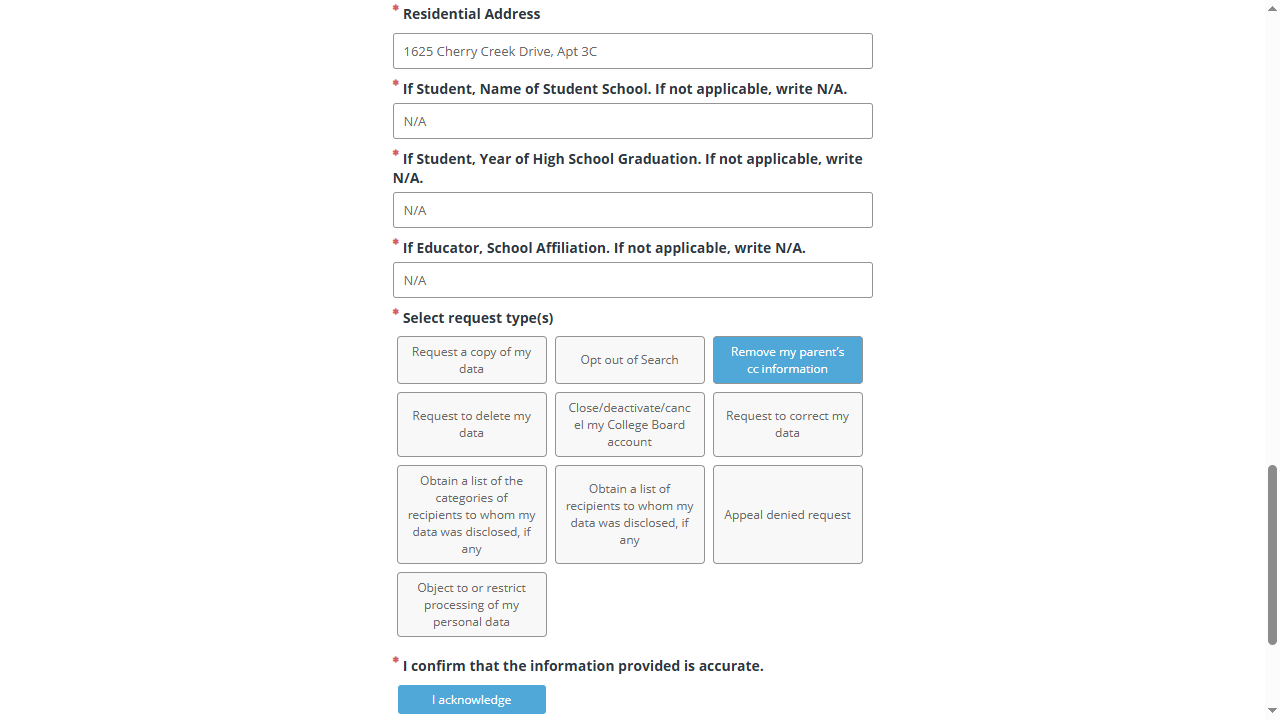 * Residential Address
1625 Cherry Creek Drive, Apt 3C
* If Student, Name of Student School. If not applicable, write N/A.
N/A
* If Student, Year of High School Graduation. If not applicable, write
N/A.
N/A
* If Educator, School Affiliation. If not applicable, write N/A.
N/A
* Select request type(s)
Request a copy of my
data
Opt out of Search
Remove my parent’s
cc information
Request to delete my
data
Close/deactivate/canc
el my College Board
account
Request to correct my
data
Obtain a list of the
categories of
recipients to whom my
data was disclosed, if
any
Obtain a list of
recipients to whom my
data was disclosed, if
any
Appeal denied request
Object to or restrict
processing of my
personal data
* I confirm that the information provided is accurate.
I acknowledge